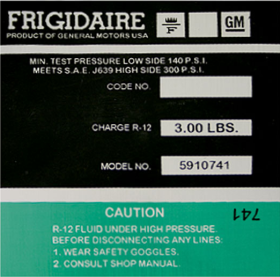 FRIGIDAIRE
PRODUCT OF GENERAL MOTORS USA
F
GM
MIN. TEST PRESSURE LOW SIDE 140 P.S.I.
MEETS S.A.E. J639 HIGH SIDE 300 P.S.I.
CODE NO.
CHARGE R-12 3.00 LBS.
MODEL NO. 5910741
741
CAUTION
R-12 FLUID UNDER HIGH PRESSURE.
BEFORE DISCONNECTING ANY LINES:
1. WEAR SAFETY GOGGLES.
2. CONSULT SHOP MANUAL.